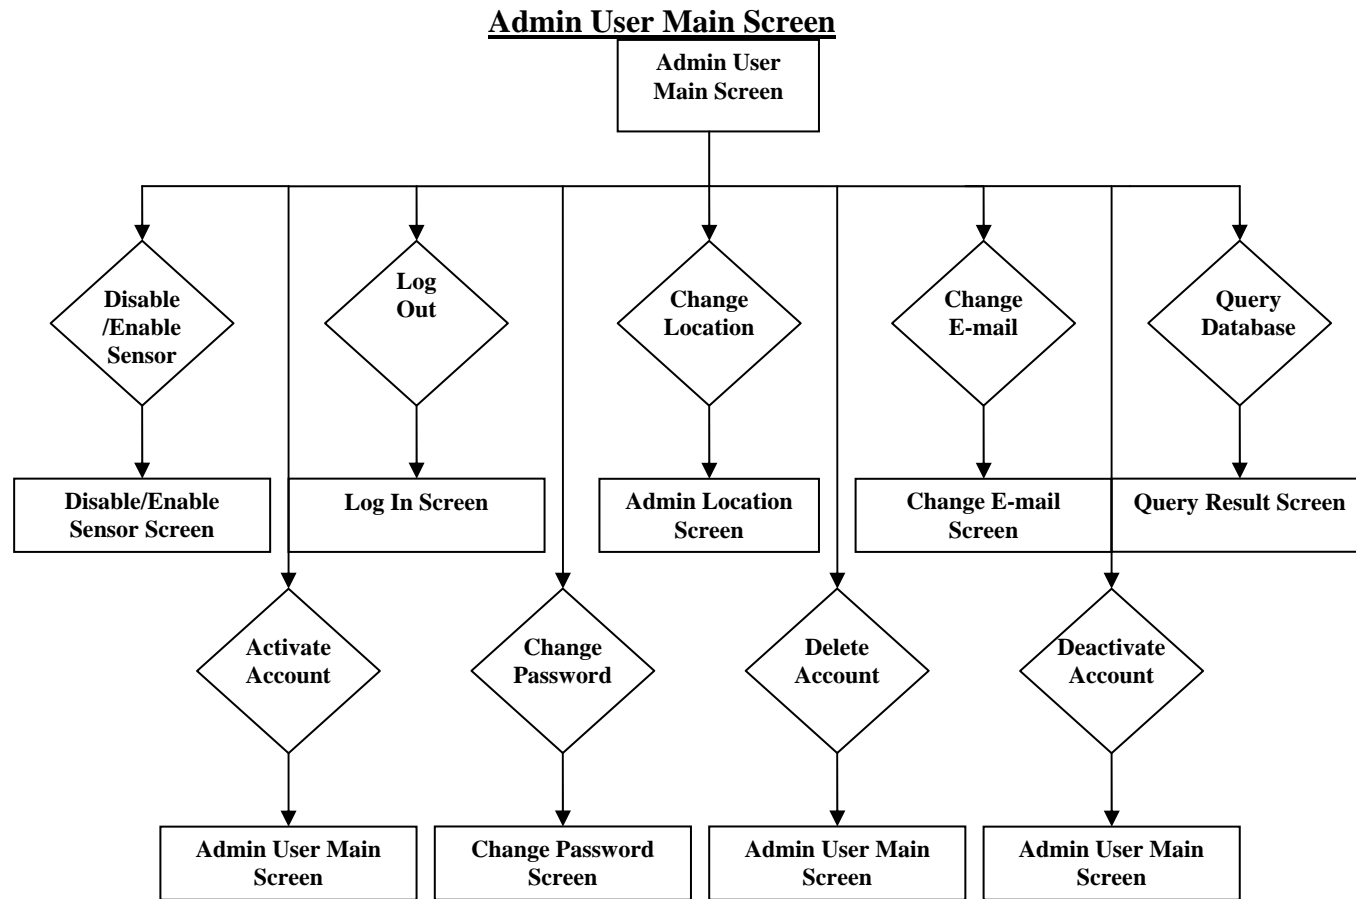 Admin User Main Screen
Admin User
Main Screen
Disable
/Enable
Sensor
Log
Out
Change
Location
Change
E-mail
Query
Database
Disable/Enable
Sensor Screen
Log In Screen
Admin Location
Screen
Change E-mail
Screen
Query Result Screen
Activate
Account
Change
Password
Delete
Account
Deactivate
Account
Admin User Main
Screen
Change Password
Screen
Admin User Main
Screen
Admin User Main
Screen